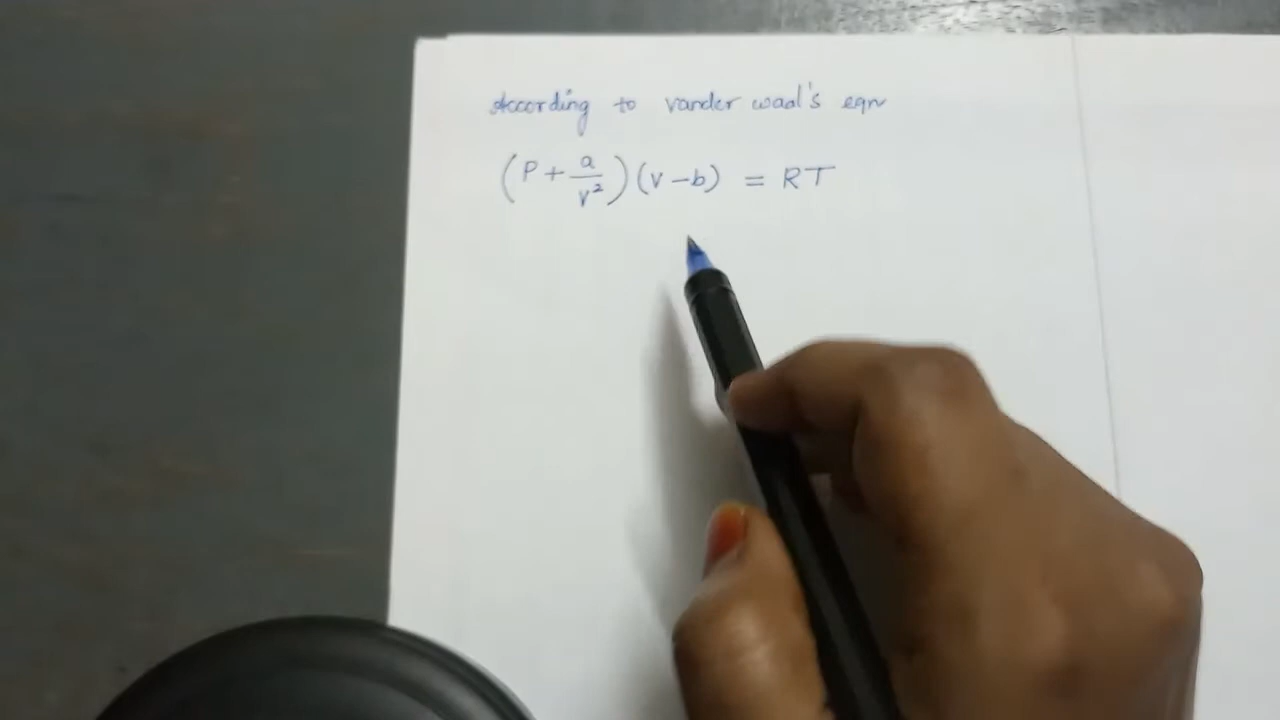 According to vander waal's eqn
(P + a/v²) (v - b) = RT